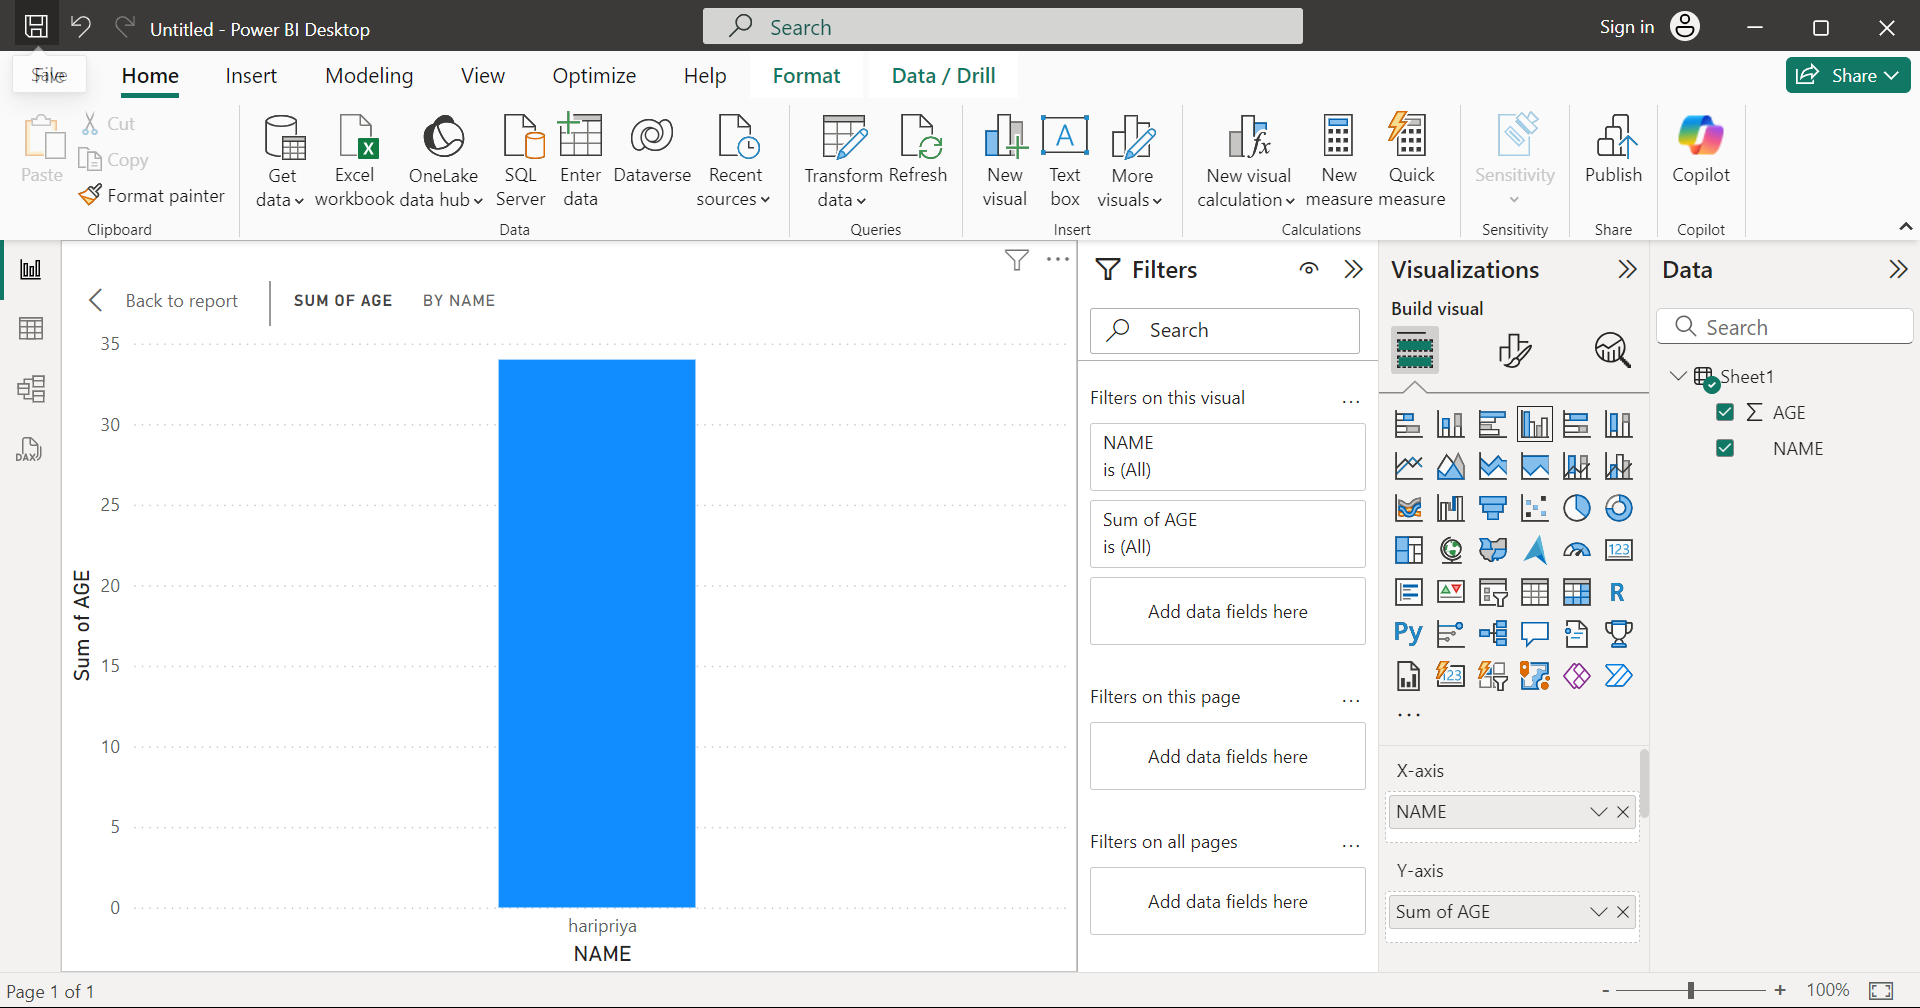 Untitled - Power BI Desktop
Search
Sign in
File
Save
Home
Insert
Modeling
View
Optimize
Help
Format
Data / Drill
Share
Paste
Cut
Copy
Format painter
Clipboard
Get data
Excel workbook
OneLake data hub
SQL Server
Enter data
Dataverse
Recent sources
Data
Transform data
Refresh
Queries
New visual
A
Text box
More visuals
Insert
fx
New visual calculation
New measure
Quick measure
Calculations
Sensitivity
Sensitivity
Publish
Share
Copilot
Copilot
DAX
Back to report
SUM OF AGE
BY NAME
35
30
25
20
15
10
5
0
Sum of AGE
haripriya
NAME
Filters
Search
Filters on this visual
...
NAME
is (All)
Sum of AGE
is (All)
Add data fields here
Filters on this page
...
Add data fields here
Filters on all pages
...
Add data fields here
Visualizations
Build visual
123
R
Py
123
...
X-axis
NAME
Y-axis
Sum of AGE
Data
Search
Sheet1
Σ AGE
NAME
Page 1 of 1
- + 100%